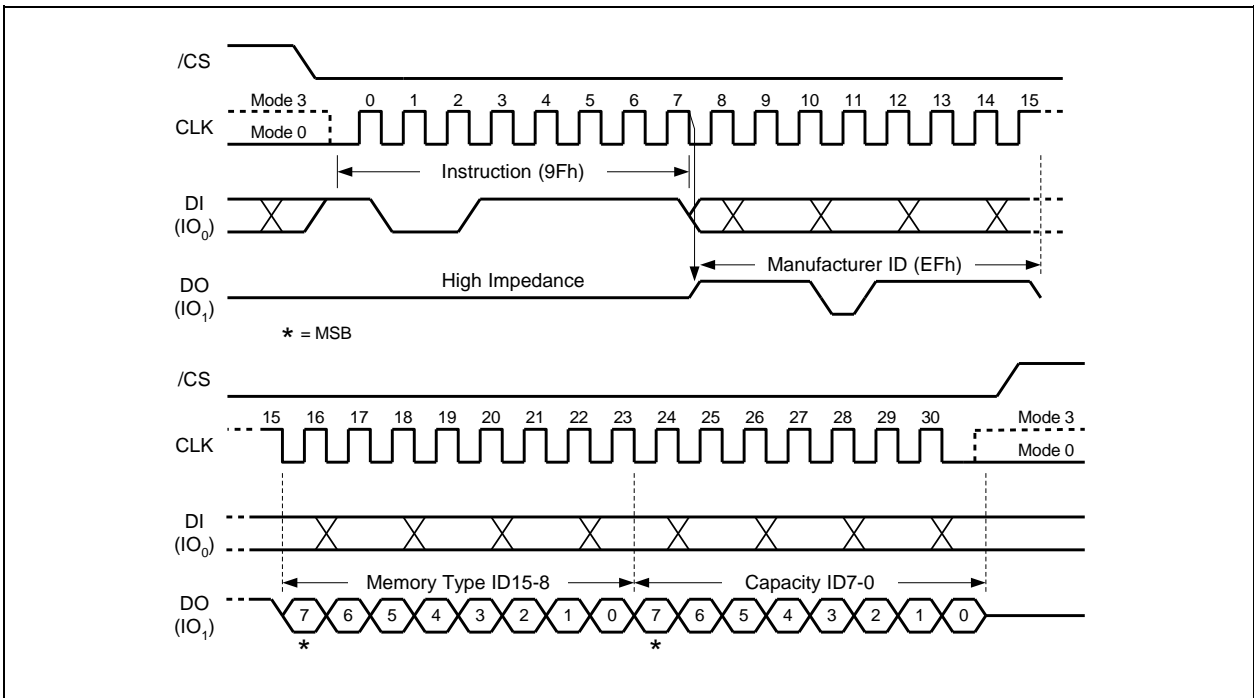 /CS
Mode 3 0 1 2 3 4 5 6 7 8 9 10 11 12 13 14 15
CLK Mode 0
Instruction (9Fh)
DI
(IO0)
Manufacturer ID (EFh)
High Impedance
DO
(IO1)
* = MSB
/CS
15 16 17 18 19 20 21 22 23 24 25 26 27 28 29 30 Mode 3
CLK Mode 0
DI
(IO0)
Memory Type ID15-8 Capacity ID7-0
DO
(IO1)
7 6 5 4 3 2 1 0 7 6 5 4 3 2 1 0
* *